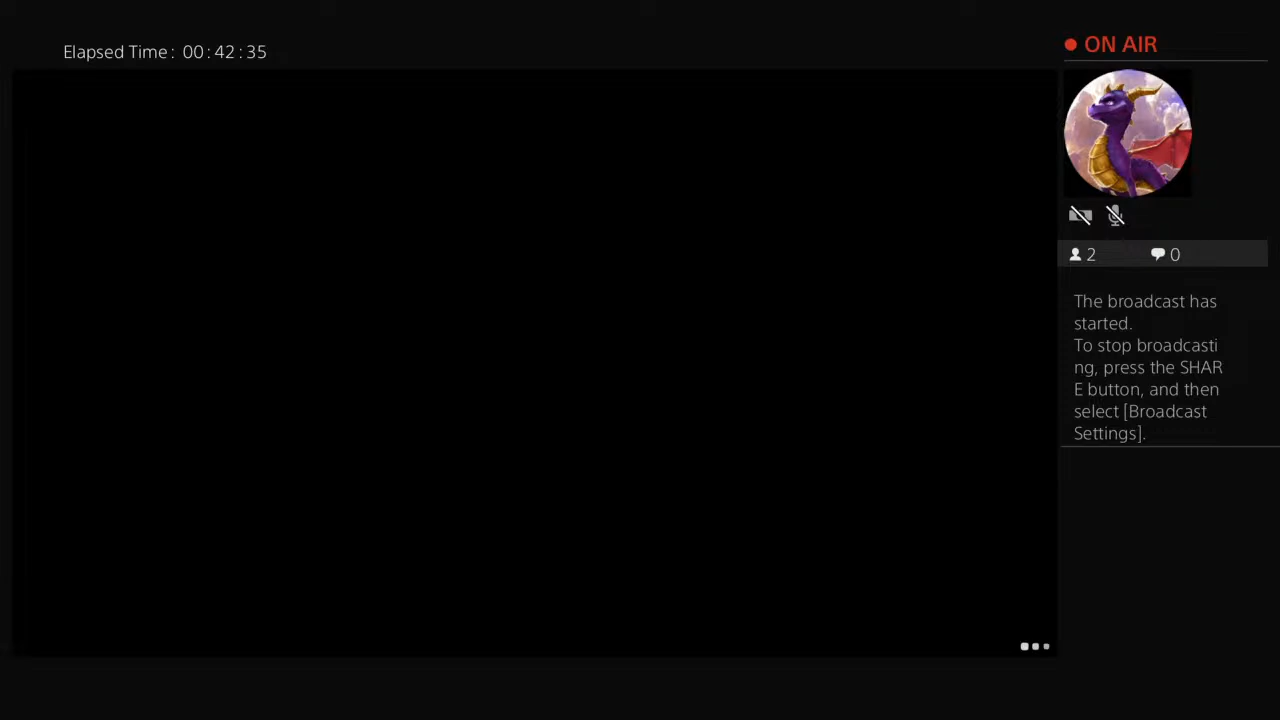 Elapsed Time: 00:42:35
ON AIR
2 0
The broadcast has
started.
To stop broadcasti
ng, press the SHAR
E button, and then
select [Broadcast
Settings].